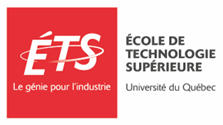 ÉTS
Le génie pour l'industrie
ÉCOLE DE
TECHNOLOGIE
SUPÉRIEURE
Université du Québec